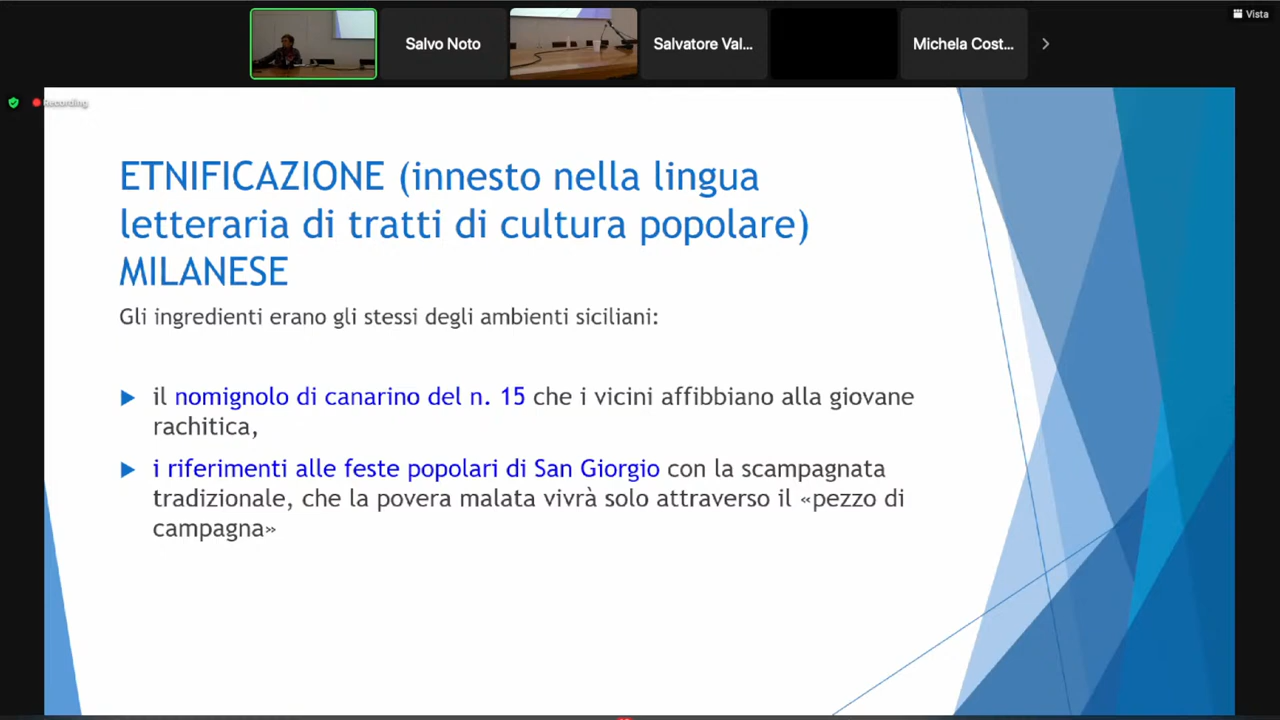 Vista
Salvo Noto
Salvatore Val...
Michela Cost...
Recording
ETNIFICAZIONE (innesto nella lingua
letteraria di tratti di cultura popolare)
MILANESE
Gli ingredienti erano gli stessi degli ambienti siciliani:
il nomignolo di canarino del n. 15 che i vicini affibbiano alla giovane
rachitica,
i riferimenti alle feste popolari di San Giorgio con la scampagnata
tradizionale, che la povera malata vivrà solo attraverso il «pezzo di
campagna»